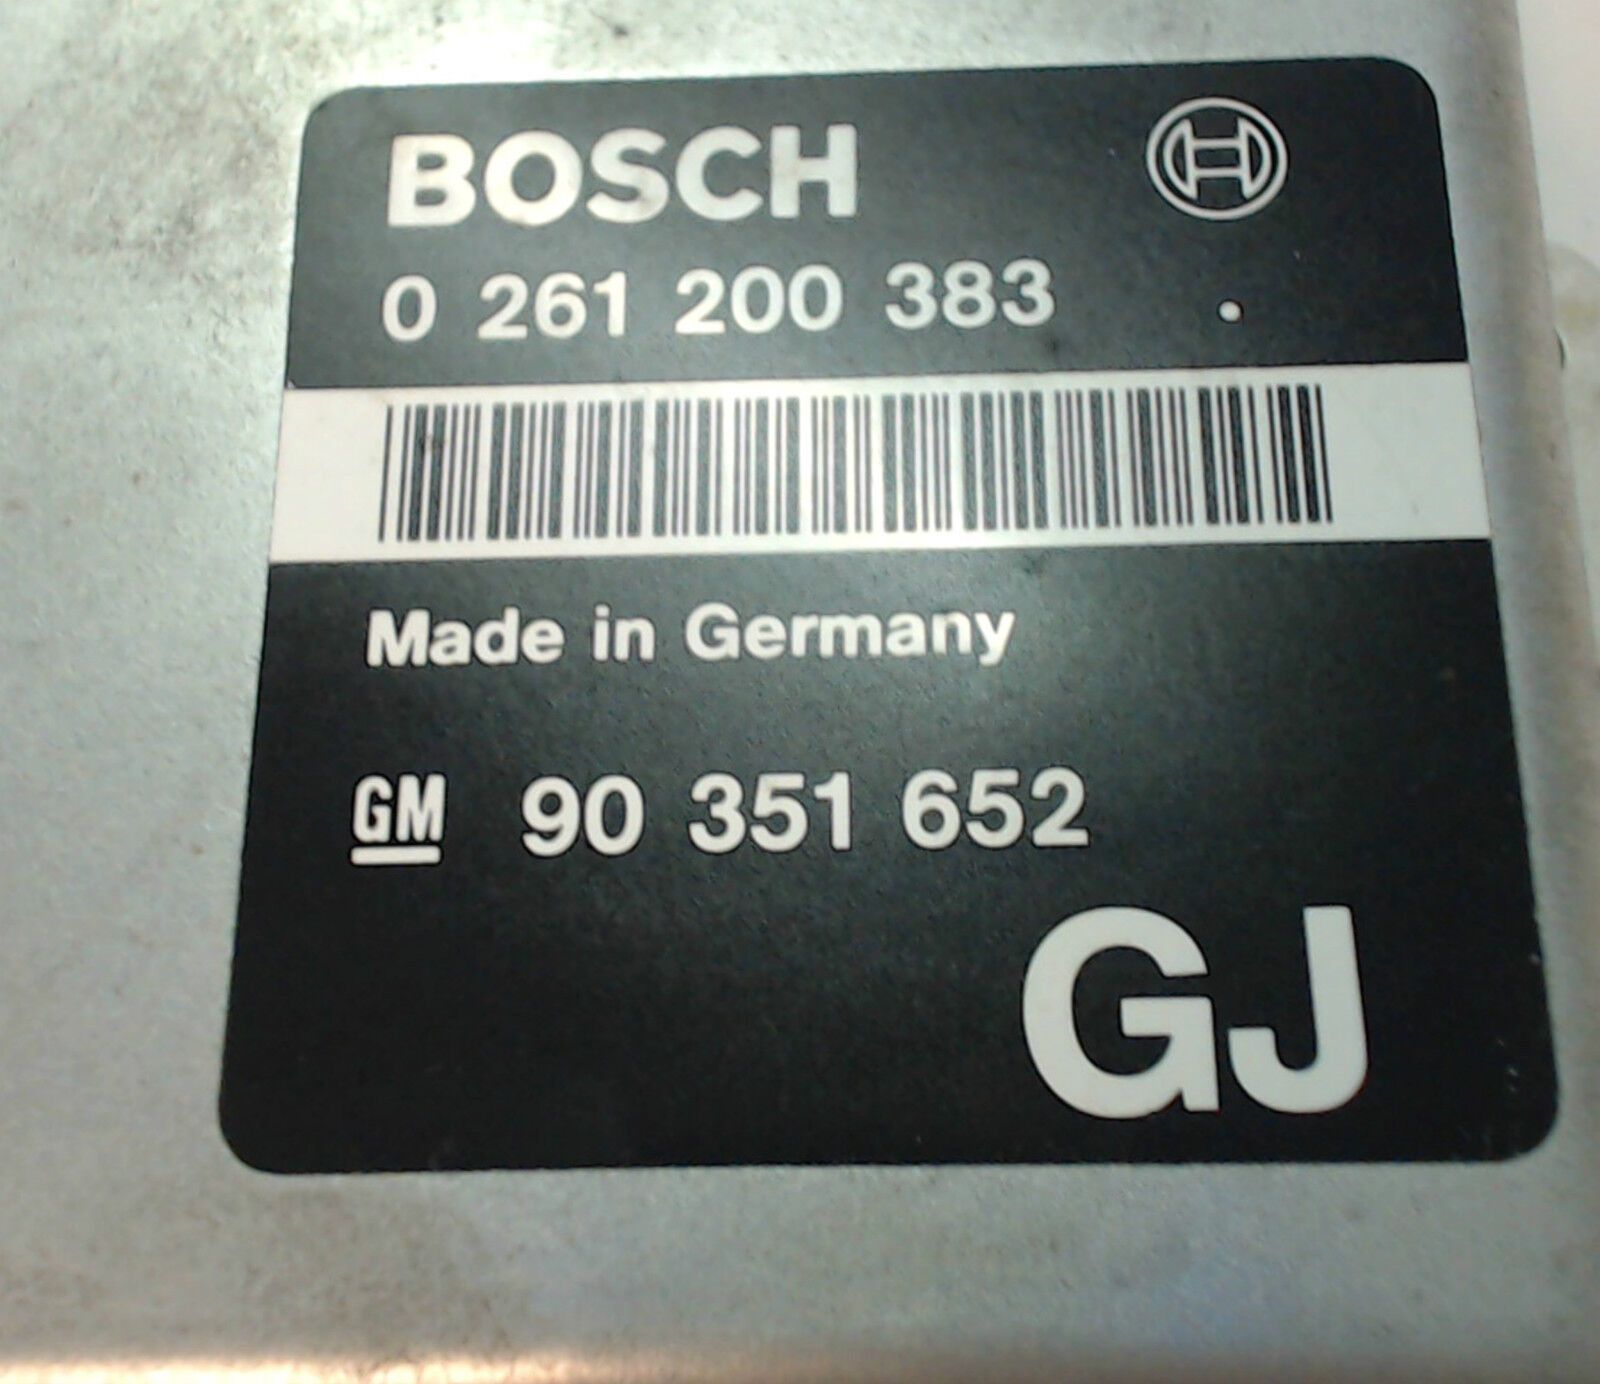 BOSCH
0 261 200 383 .
Made in Germany
GM 90 351 652
GJ